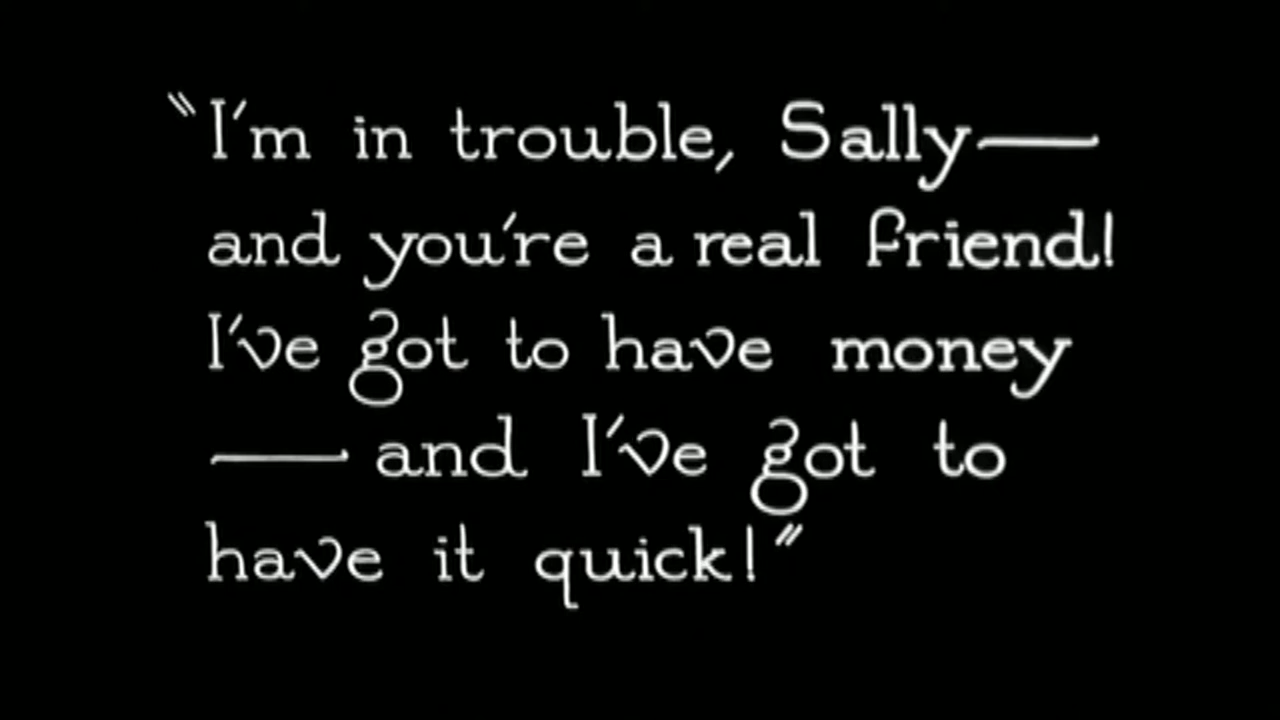 "I'm in trouble, Sally—
and you're a real friend!
I've got to have money
— and I've got to
have it quick!"